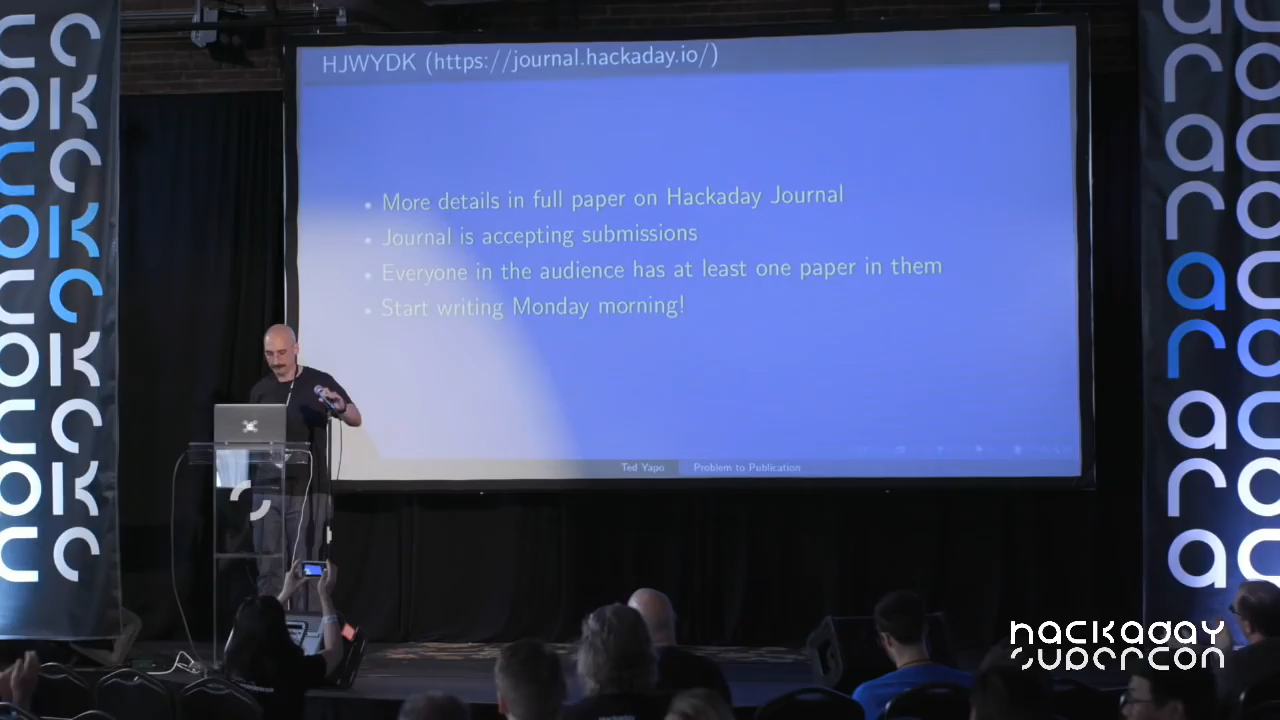 HJWYDK (https://journal.hackaday.io/)
• More details in full paper on Hackaday Journal
• Journal is accepting submissions
• Everyone in the audience has at least one paper in them
• Start writing Monday morning!
Ted Yapo Problem to Publication
hackaday
supercon